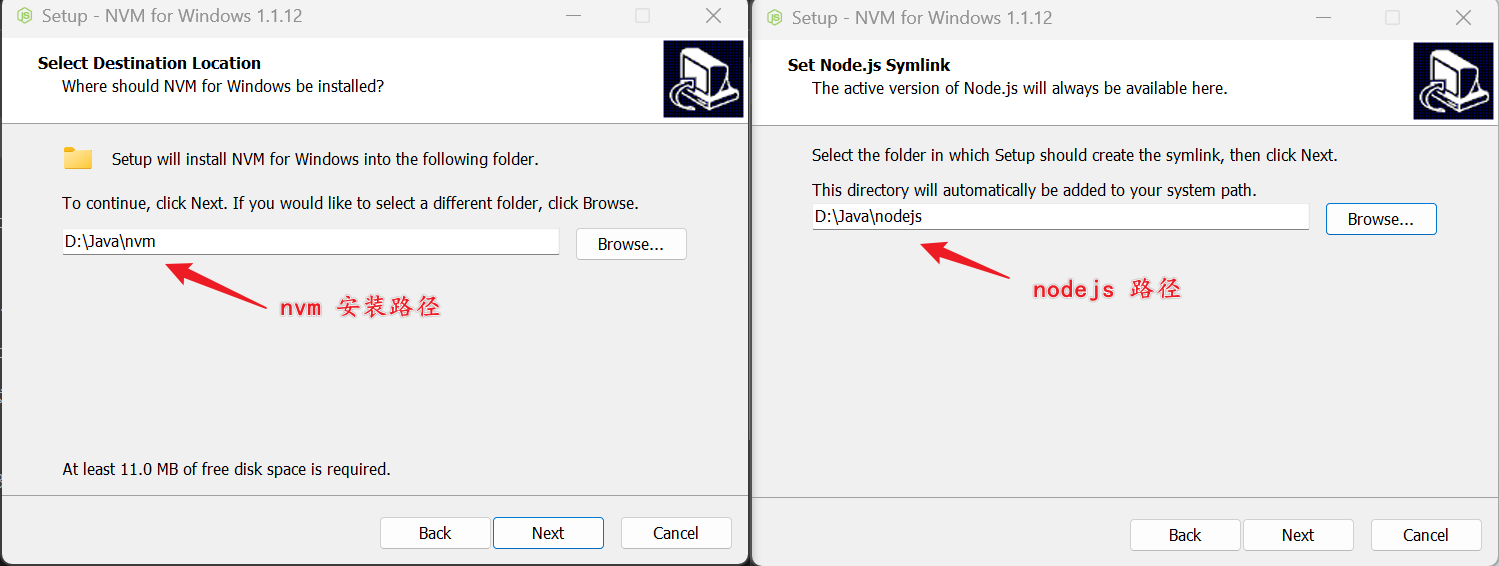 Setup - NVM for Windows 1.1.12
Select Destination Location
Where should NVM for Windows be installed?
Setup will install NVM for Windows into the following folder.
To continue, click Next. If you would like to select a different folder, click Browse.
D:\Java\nvm
Browse...
nvm 安装路径
At least 11.0 MB of free disk space is required.
Back
Next
Cancel
Setup - NVM for Windows 1.1.12
Set Node.js Symlink
The active version of Node.js will always be available here.
Select the folder in which Setup should create the symlink, then click Next.
This directory will automatically be added to your system path.
D:\Java\nodejs
Browse...
nodejs 路径
Back
Next
Cancel